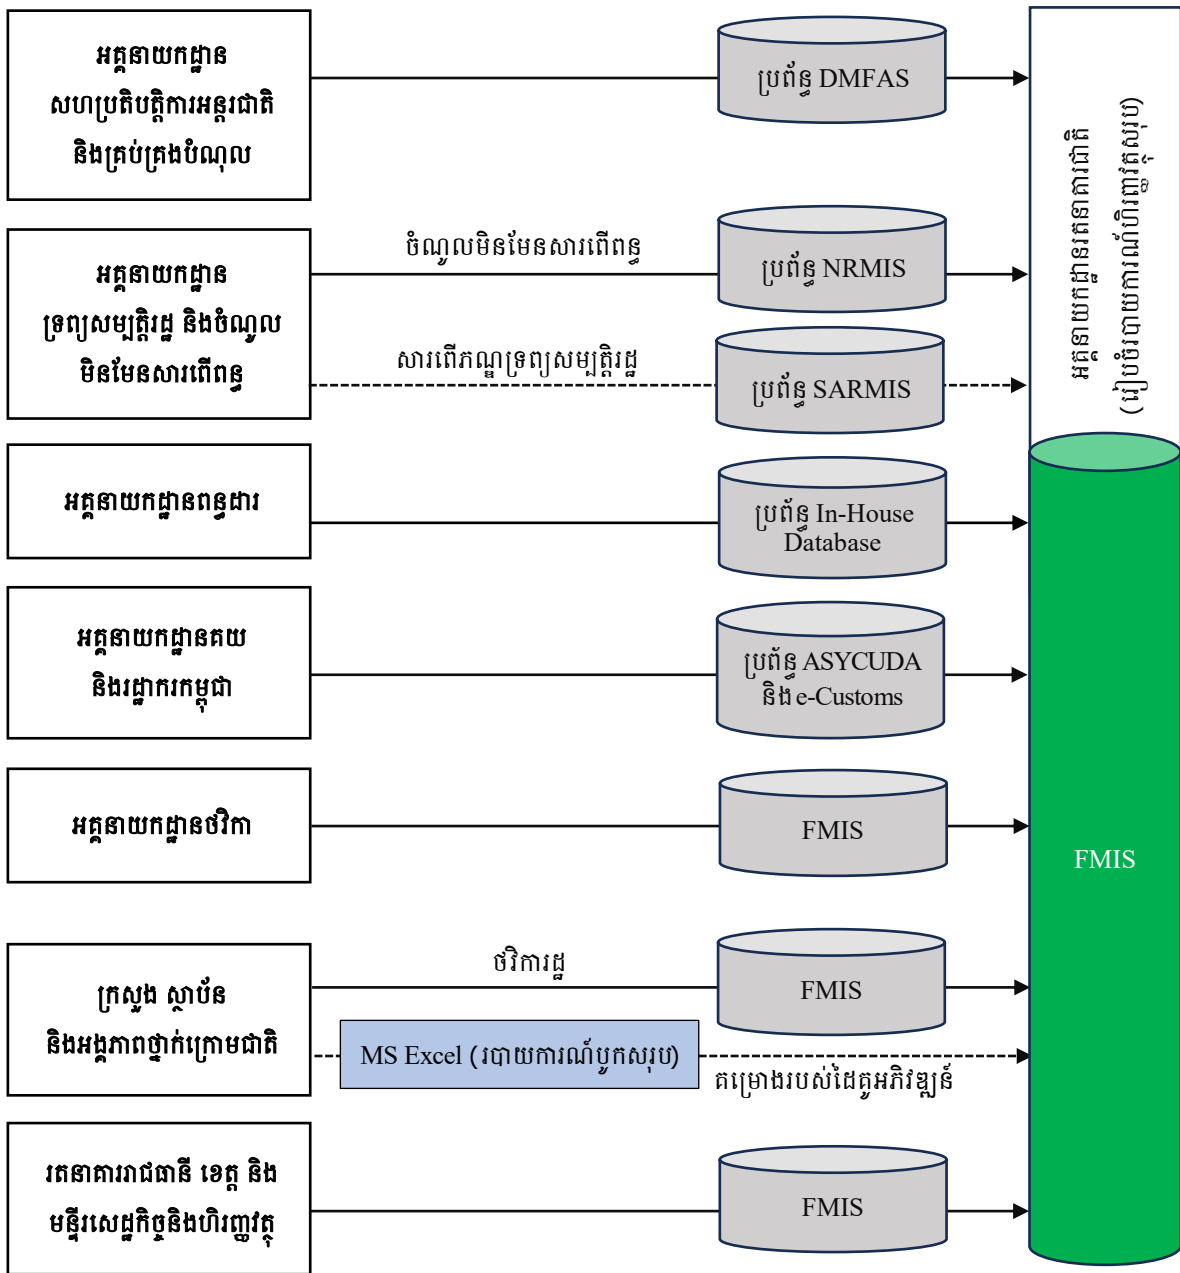 អគ្គនាយកដ្ឋាន
សហប្រតិបត្តិការអន្តរជាតិ
និងគ្រប់គ្រងបំណុល
ប្រព័ន្ធ DMFAS
អគ្គនាយកដ្ឋានរតនាគារជាតិ
(រៀបចំរបាយការណ៍ហិរញ្ញវត្ថុសរុប)
អគ្គនាយកដ្ឋាន
ទ្រព្យសម្បត្តិរដ្ឋ និងចំណូល
មិនមែនសារពើពន្ធ
ចំណូលមិនមែនសារពើពន្ធ
ប្រព័ន្ធ NRMIS
សារពើភណ្ឌទ្រព្យសម្បត្តិរដ្ឋ
ប្រព័ន្ធ SARMIS
អគ្គនាយកដ្ឋានពន្ធដារ
ប្រព័ន្ធ In-House
Database
អគ្គនាយកដ្ឋានគយ
និងរដ្ឋាករកម្ពុជា
ប្រព័ន្ធ ASYCUDA
និង e-Customs
អគ្គនាយកដ្ឋានថវិកា
FMIS
FMIS
ក្រសួង ស្ថាប័ន
និងអង្គភាពថ្នាក់ក្រោមជាតិ
ថវិការដ្ឋ
FMIS
MS Excel (របាយការណ៍បូកសរុប)
គម្រោងរបស់ដៃគូអភិវឌ្ឍន៍
រតនាគាររាជធានី ខេត្ត និង
មន្ទីរសេដ្ឋកិច្ចនិងហិរញ្ញវត្ថុ
FMIS